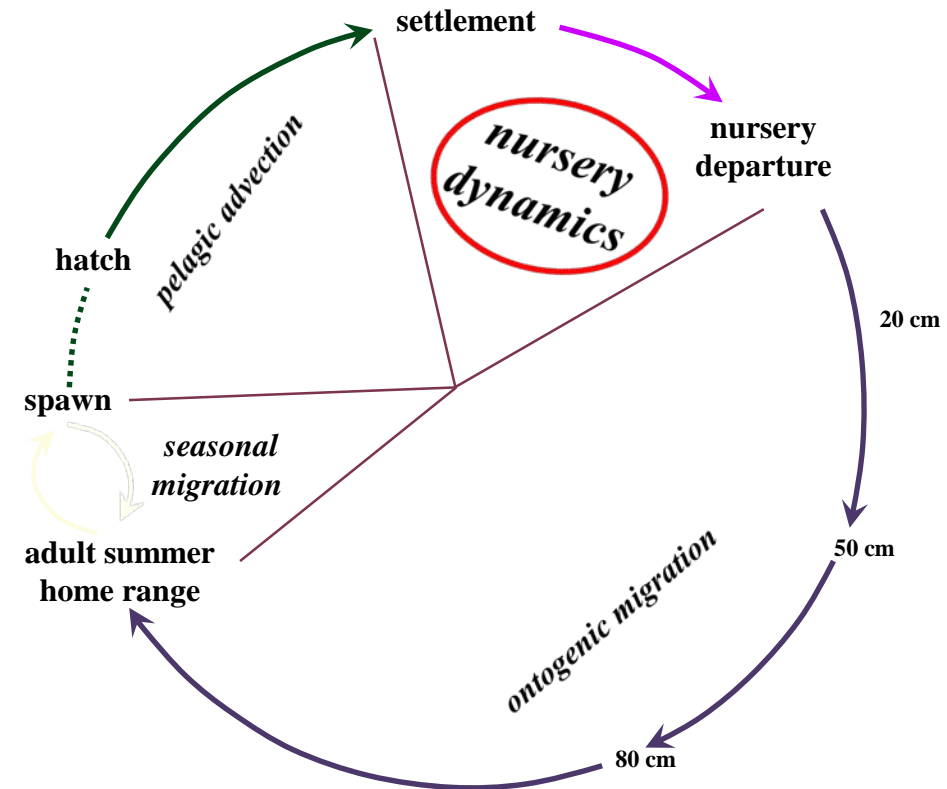 settlement
nursery
departure
nursery
dynamics
pelagic advection
hatch
20 cm
spawn
seasonal
migration
adult summer
home range
50 cm
ontogenic migration
80 cm